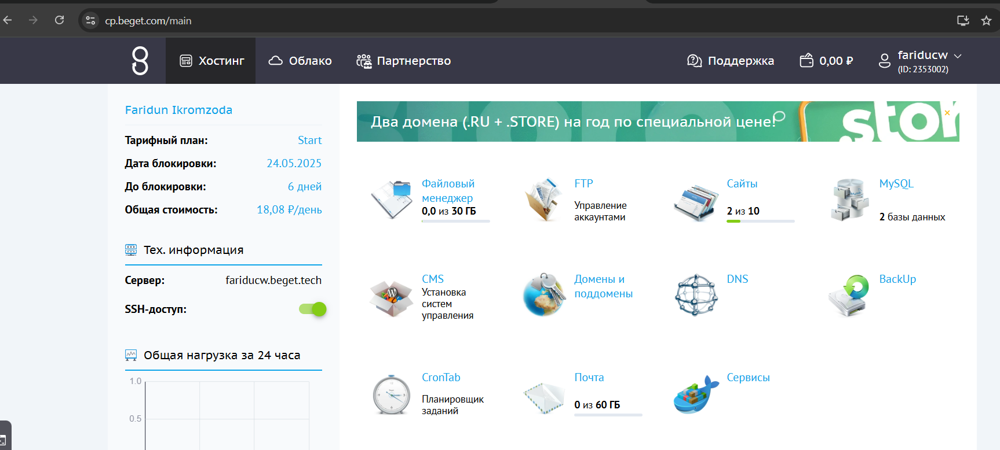 cp.beget.com/main
Хостинг
Облако
Партнерство
Поддержка
0,00 ₽
fariducw
(ID: 2353002)
Faridun Ikromzoda
Тарифный план: Start
Дата блокировки: 24.05.2025
До блокировки: 6 дней
Общая стоимость: 18,08 ₽/день
Тех. информация
Сервер: fariducw.beget.tech
SSH-доступ:
Общая нагрузка за 24 часа
1.0
0.5
Два домена (.RU + .STORE) на год по специальной цене!
.stor
Файловый
менеджер
0,0 из 30 ГБ
FTP
Управление
аккаунтами
Сайты
2 из 10
MySQL
2 базы данных
CMS
Установка
систем
управления
Домены и
поддомены
DNS
BackUp
CronTab
Планировщик
заданий
Почта
0 из 60 ГБ
Сервисы